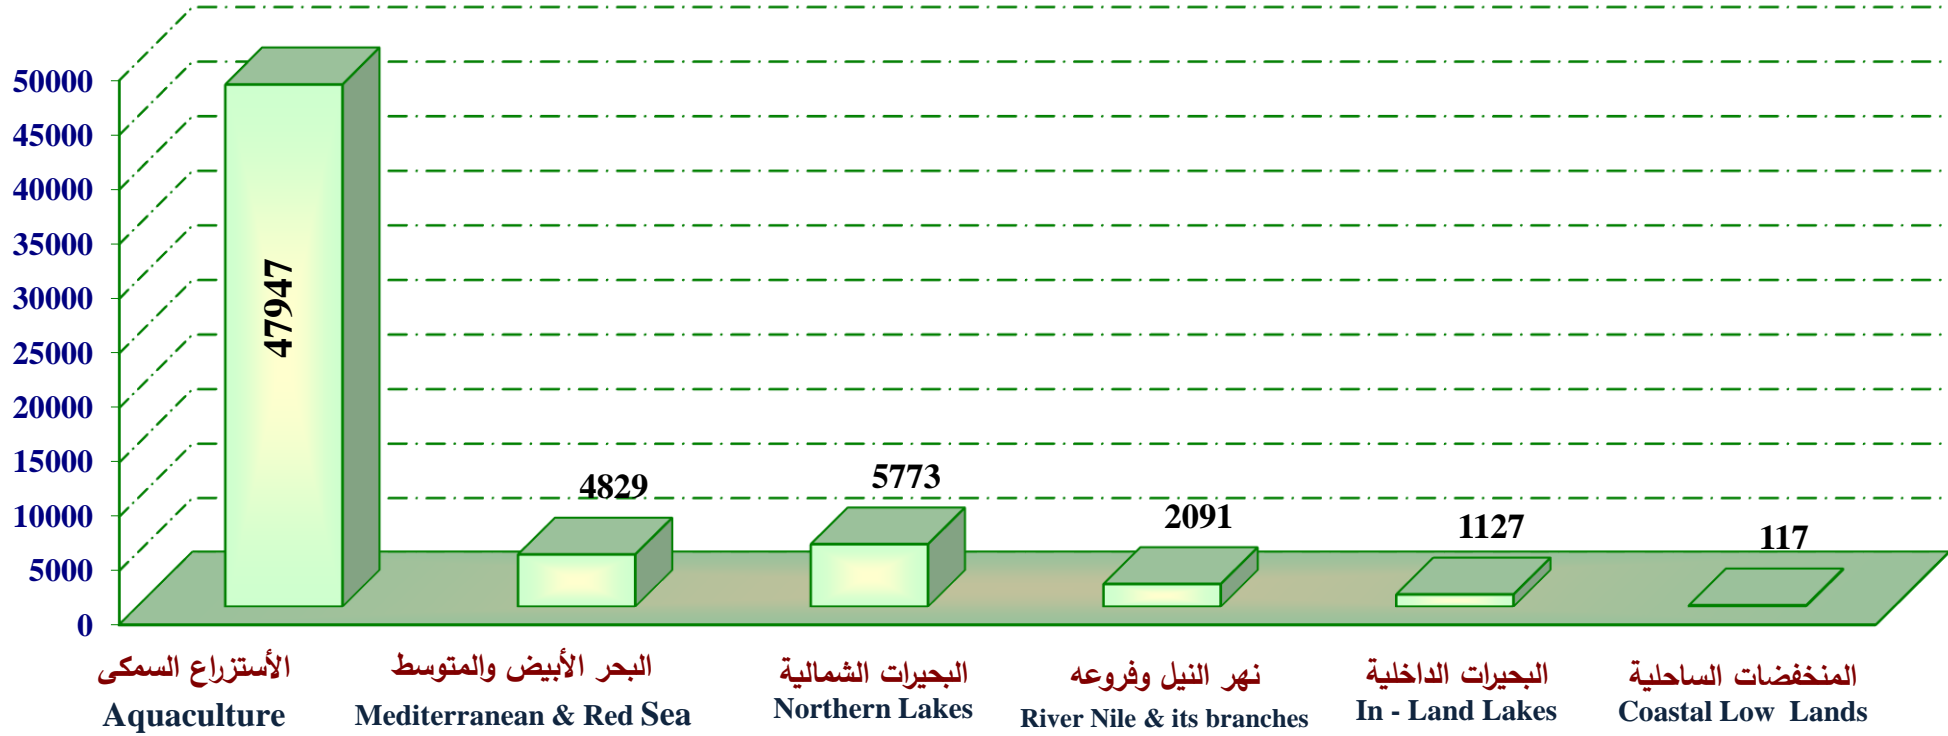 50000
45000
40000
35000
30000
25000
20000
15000
10000
5000
0
47947
4829
5773
2091
1127
117
الأستزراع السمكى
Aquaculture
البحر الأبيض والمتوسط
Mediterranean & Red Sea
البحيرات الشمالية
Northern Lakes
نهر النيل وفروعه
River Nile & its branches
البحيرات الداخلية
In - Land Lakes
المنخفضات الساحلية
Coastal Low Lands